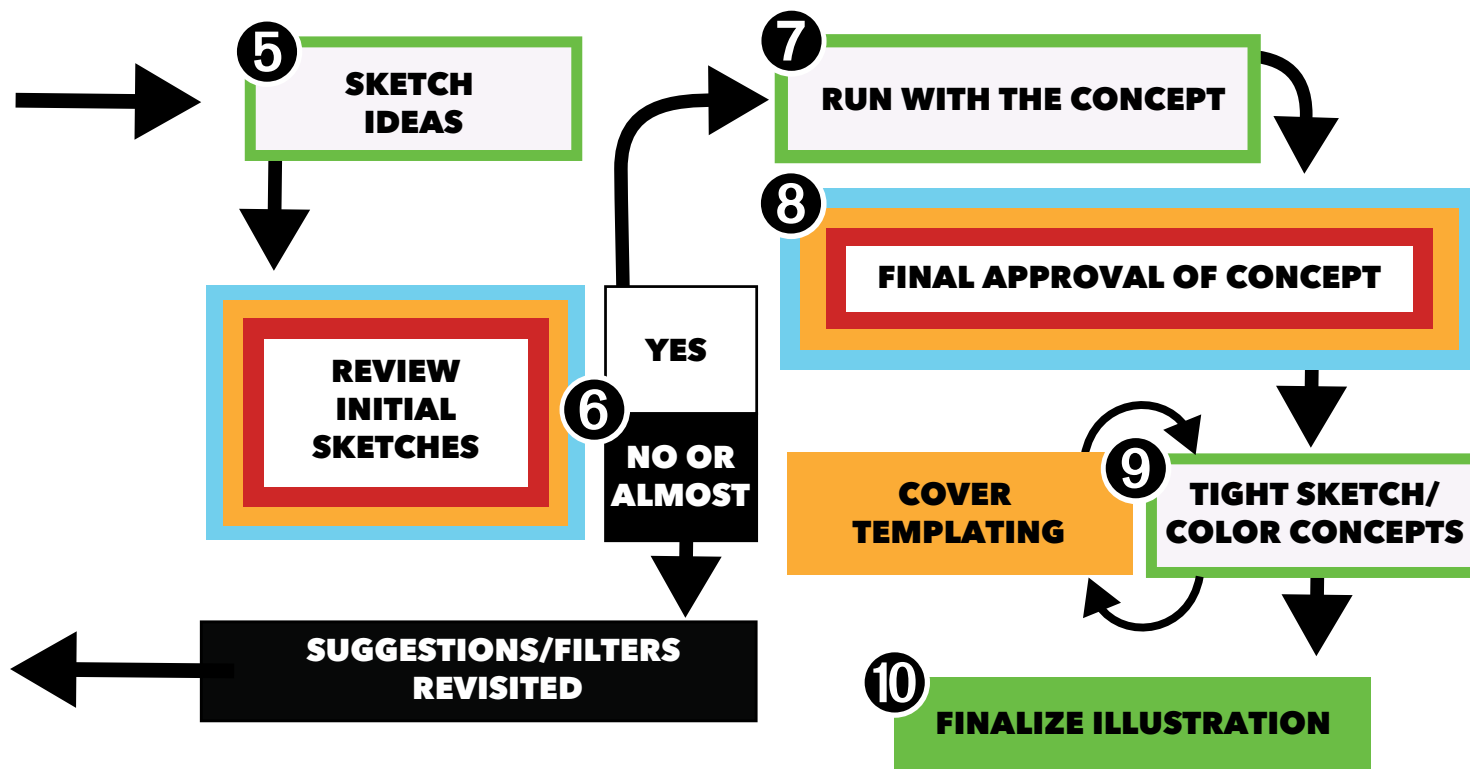 5
SKETCH
IDEAS
REVIEW
INITIAL
SKETCHES
6
YES
NO OR
ALMOST
SUGGESTIONS/FILTERS
REVISITED
7
RUN WITH THE CONCEPT
8
FINAL APPROVAL OF CONCEPT
COVER
TEMPLATING
9
TIGHT SKETCH/
COLOR CONCEPTS
10
FINALIZE ILLUSTRATION